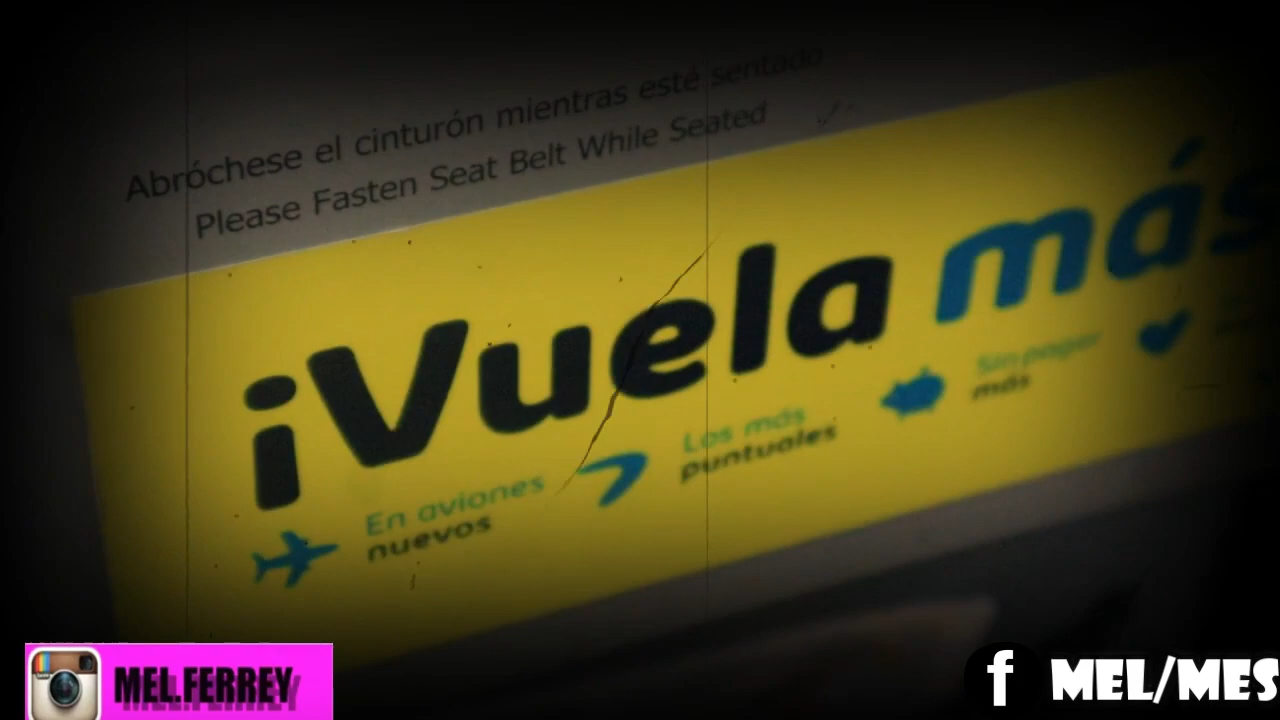 Abróchese el cinturón mientras esté sentado
Please Fasten Seat Belt While Seated
¡Vuela más
En aviones
nuevos
Los más
puntuales
Sin pagar
más
MEL.FERREY
f MEL/MES